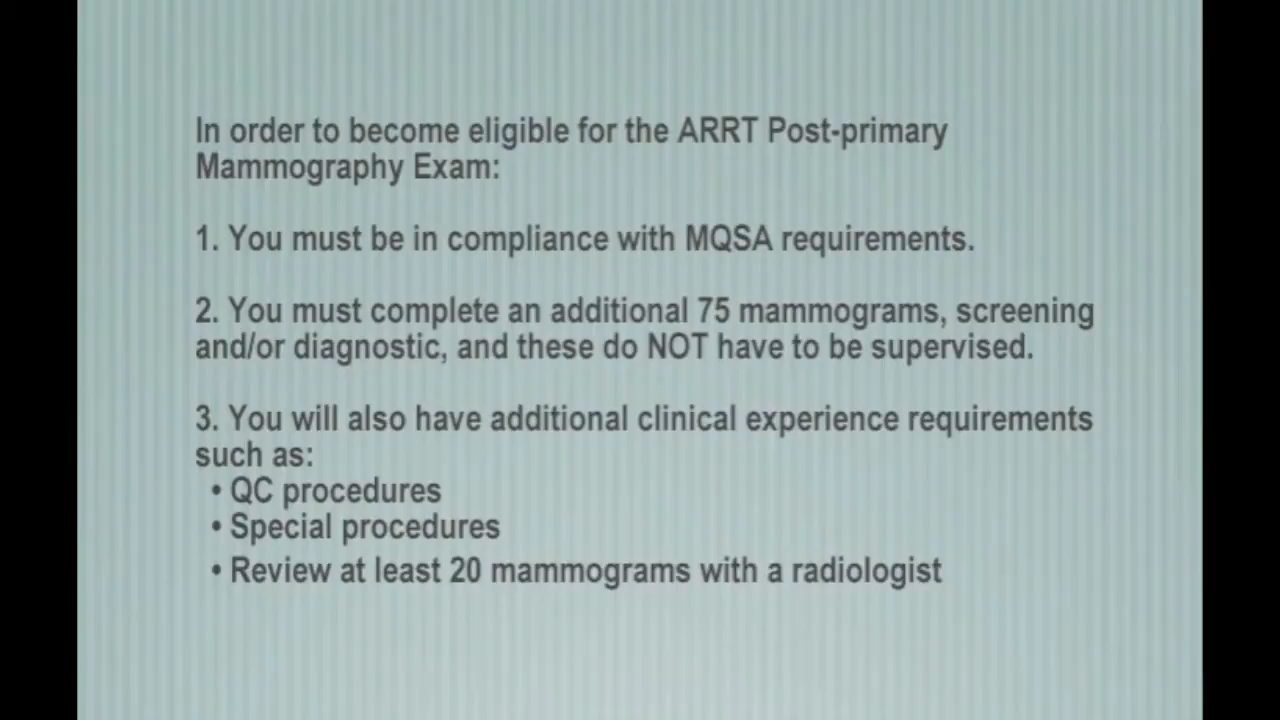 In order to become eligible for the ARRT Post-primary
Mammography Exam:
1. You must be in compliance with MQSA requirements.
2. You must complete an additional 75 mammograms, screening
and/or diagnostic, and these do NOT have to be supervised.
3. You will also have additional clinical experience requirements
such as:
• QC procedures
• Special procedures
• Review at least 20 mammograms with a radiologist